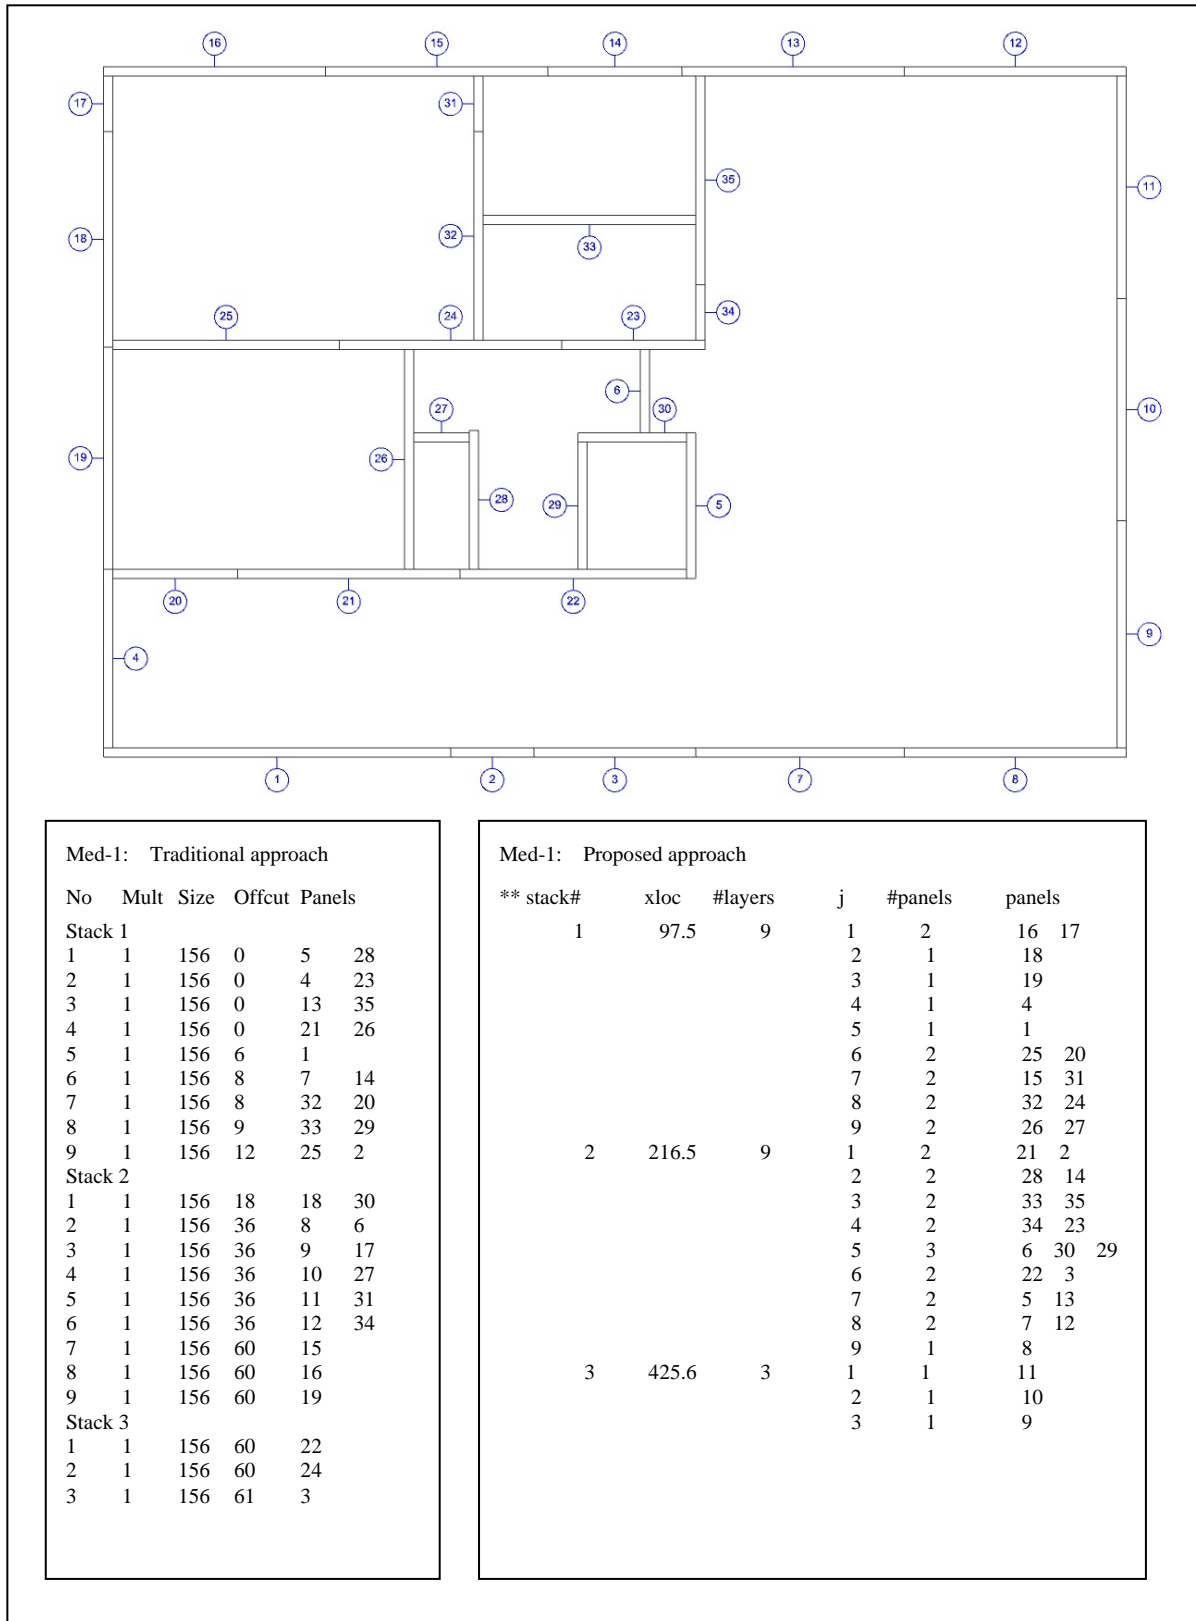 16 15 14 13 12
17 31
35 11
18 32 33
25 24 23 34
6
27 30 10
19 26 28 29 5
20 21 22
4 9
1 2 3 7 8
Med-1: Traditional approach
No Mult Size Offcut Panels
Stack 1
1 1 156 0 5 28
2 1 156 0 4 23
3 1 156 0 13 35
4 1 156 0 21 26
5 1 156 6 1
6 1 156 8 7 14
7 1 156 8 32 20
8 1 156 9 33 29
9 1 156 12 25 2
Stack 2
1 1 156 18 18 30
2 1 156 36 8 6
3 1 156 36 9 17
4 1 156 36 10 27
5 1 156 36 11 31
6 1 156 36 12 34
7 1 156 60 15
8 1 156 60 16
9 1 156 60 19
Stack 3
1 1 156 60 22
2 1 156 60 24
3 1 156 61 3
Med-1: Proposed approach
** stack# xloc #layers j #panels panels
1 97.5 9 1 2 16 17
2 1 18
3 1 19
4 1 4
5 1 1
6 2 25 20
7 2 15 31
8 2 32 24
9 2 26 27
2 216.5 9 1 2 21 2
2 2 28 14
3 2 33 35
4 2 34 23
5 3 6 30 29
6 2 22 3
7 2 5 13
8 2 7 12
9 1 8
3 425.6 3 1 1 11
2 1 10
3 1 9